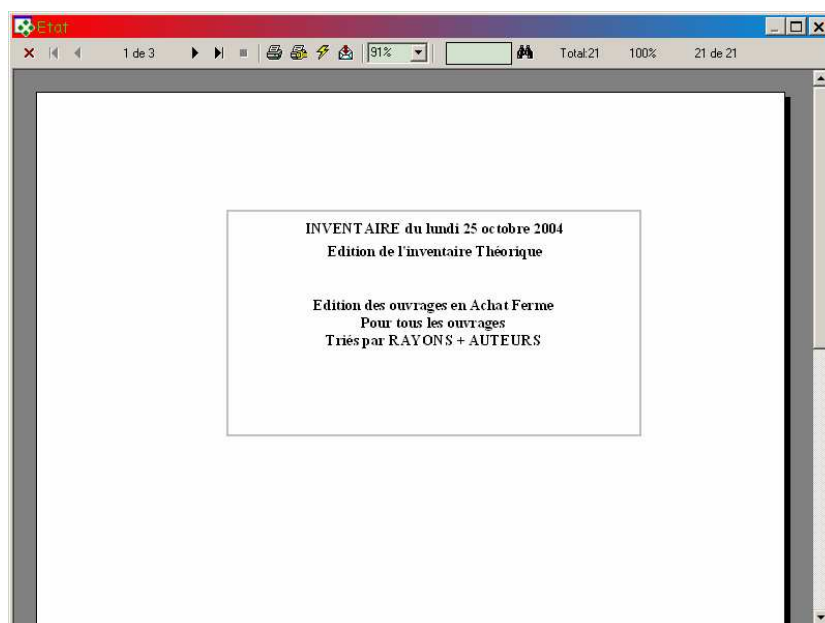 Etat
1 de 3 91% Total:21 100% 21 de 21
INVENTAIRE du lundi 25 octobre 2004
Edition de l'inventaire Théorique
Edition des ouvrages en Achat Ferme
Pour tous les ouvrages
Triés par RAYONS + AUTEURS